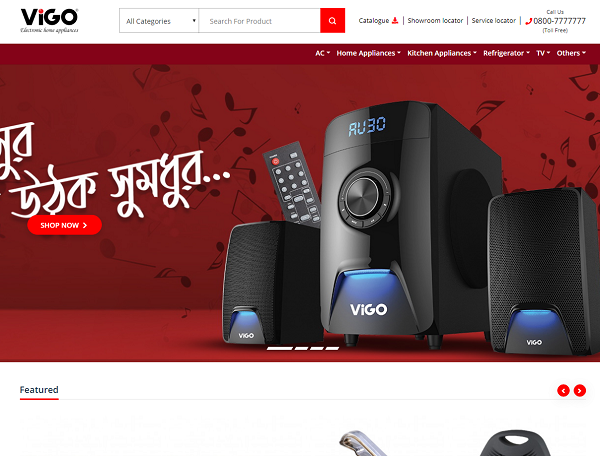 ViGO
Electronic home appliances
All Categories
Search For Product
Catalogue
Showroom locator
Service locator
Call Us
0800-7777777
(Toll Free)
AC
Home Appliances
Kitchen Appliances
Refrigerator
TV
Others
সুর
উঠুক সুমধুর...
SHOP NOW
AU30
ViGO
ViGO
ViGO
Featured